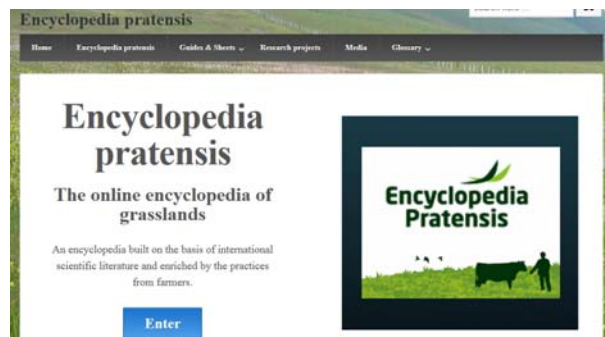 Encyclopedia pratensis
Home Encyclopedia pratensis Guides & Sheets Research projects Media Glossary
Encyclopedia
pratensis
The online encyclopedia of
grasslands
An encyclopedia built on the basis of international
scientific literature and enriched by the practices
from farmers.
Enter
Encyclopedia
Pratensis